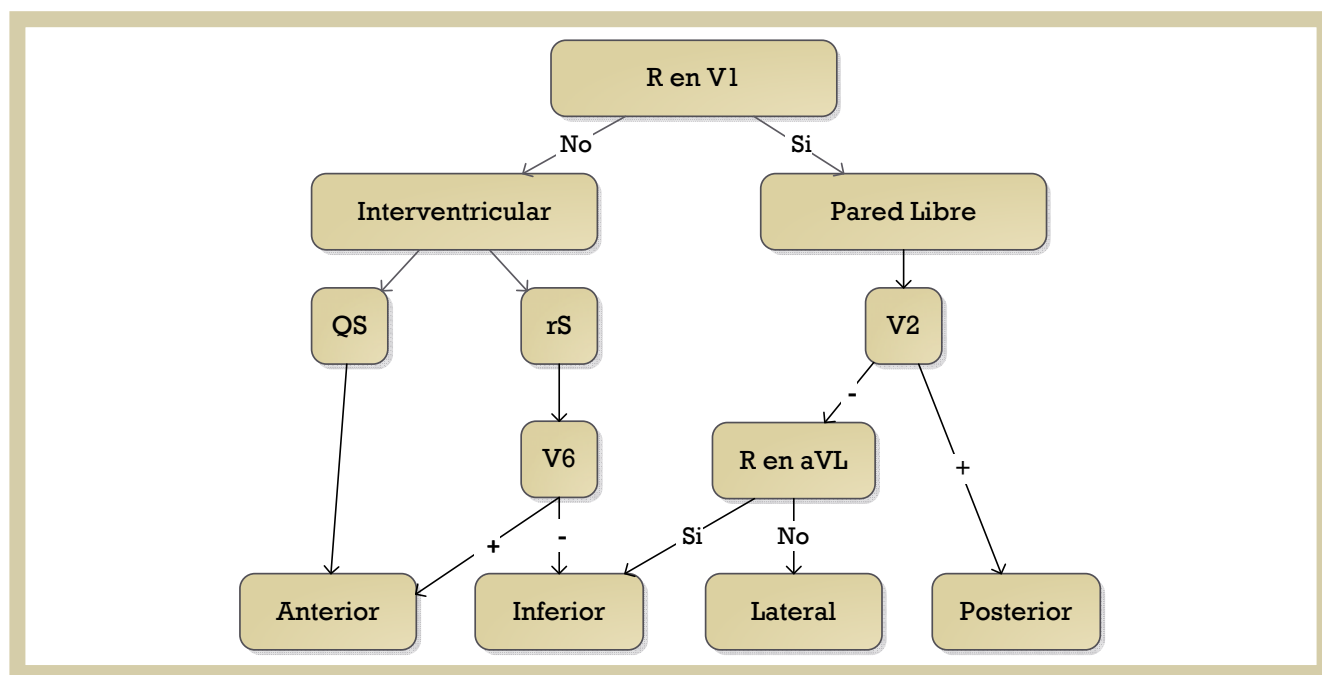 R en V1
No
Si
Interventricular
Pared Libre
QS
rS
V2
-
V6
R en aVL
+
+
-
Si
No
Anterior
Inferior
Lateral
Posterior